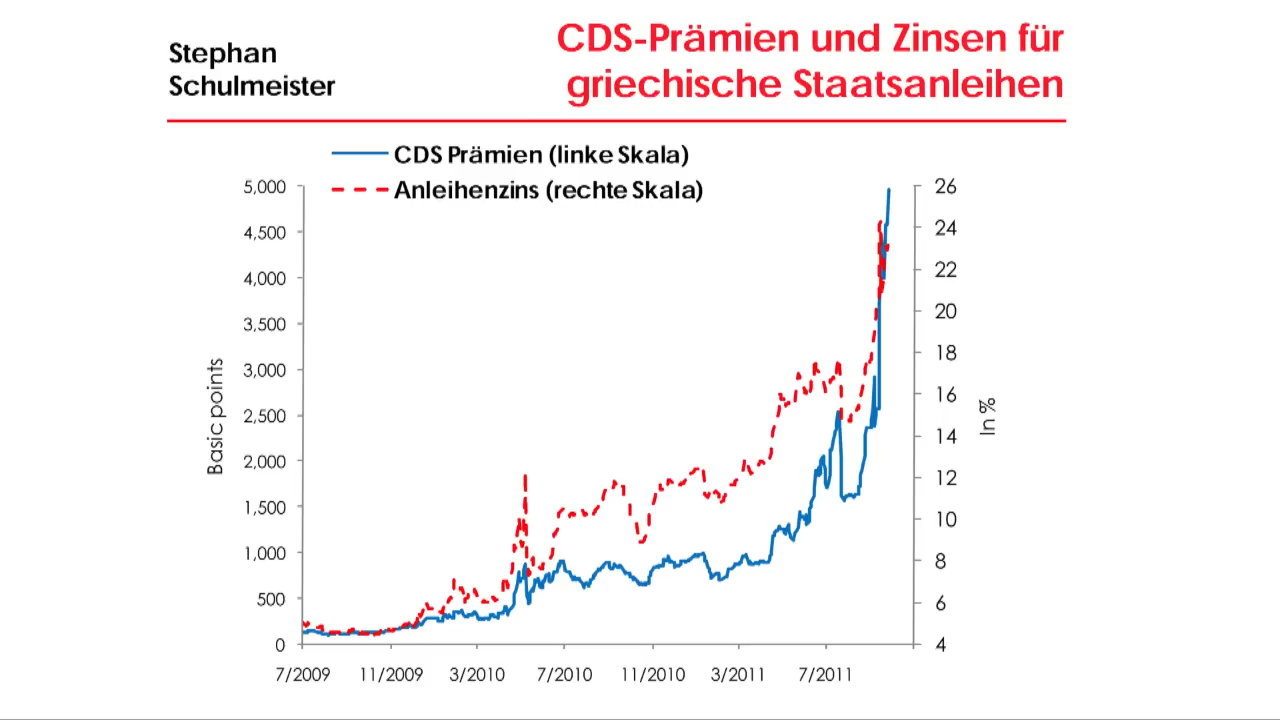 Stephan
Schulmeister
CDS-Prämien und Zinsen für
griechische Staatsanleihen
CDS Prämien (linke Skala)
Anleihenzins (rechte Skala)
5,000
4,500
4,000
3,500
3,000
2,500
2,000
1,500
1,000
500
0
Basic points
26
24
22
20
18
16
14
12
10
8
6
4
In %
7/2009 11/2009 3/2010 7/2010 11/2010 3/2011 7/2011